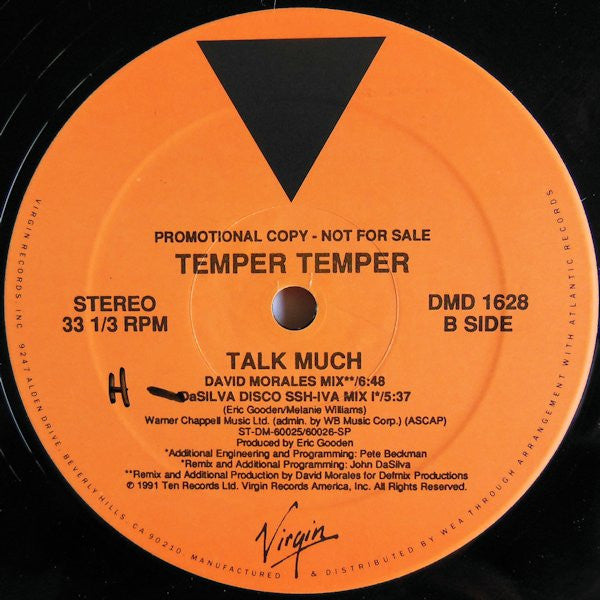 PROMOTIONAL COPY - NOT FOR SALE
TEMPER TEMPER
STEREO
33 1/3 RPM
DMD 1628
B SIDE
TALK MUCH
DAVID MORALES MIX**/6:48
H -
DaSILVA DISCO SSH-IVA MIX I*/5:37
(Eric Gooden/Melanie Williams)
Warner Chappell Music Ltd. (admin. by WB Music Corp.) (ASCAP)
ST-DM-60025/60026-SP
Produced by Eric Gooden
*Additional Engineering and Programming: Pete Beckman
*Remix and Additional Programming: John DaSilva
**Remix and Additional Production by David Morales for Defmix Productions
℗ 1991 Ten Records Ltd. Virgin Records America, Inc. All Rights Reserved.
Virgin
VIRGIN RECORDS, INC. 9247 ALDEN DRIVE, BEVERLY HILLS, CA 90210. MANUFACTURED & DISTRIBUTED BY WEA THROUGH ARRANGEMENT WITH ATLANTIC RECORDS